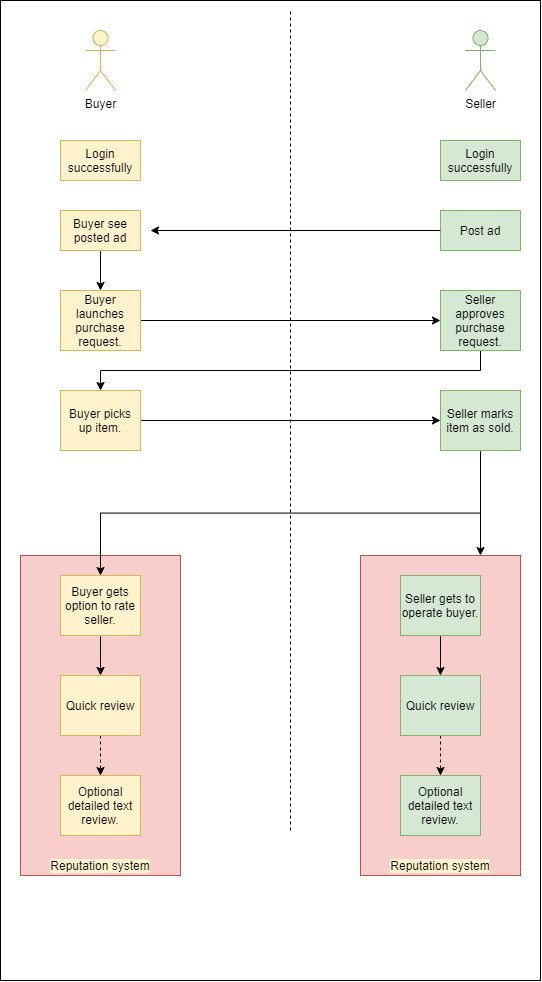 Buyer
Seller
Login
successfully
Login
successfully
Buyer see
posted ad
Post ad
Buyer
launches
purchase
request.
Seller
approves
purchase
request.
Buyer picks
up item.
Seller marks
item as sold.
Buyer gets
option to rate
seller.
Seller gets to
operate buyer.
Quick review
Quick review
Optional
detailed text
review.
Optional
detailed text
review.
Reputation system
Reputation system